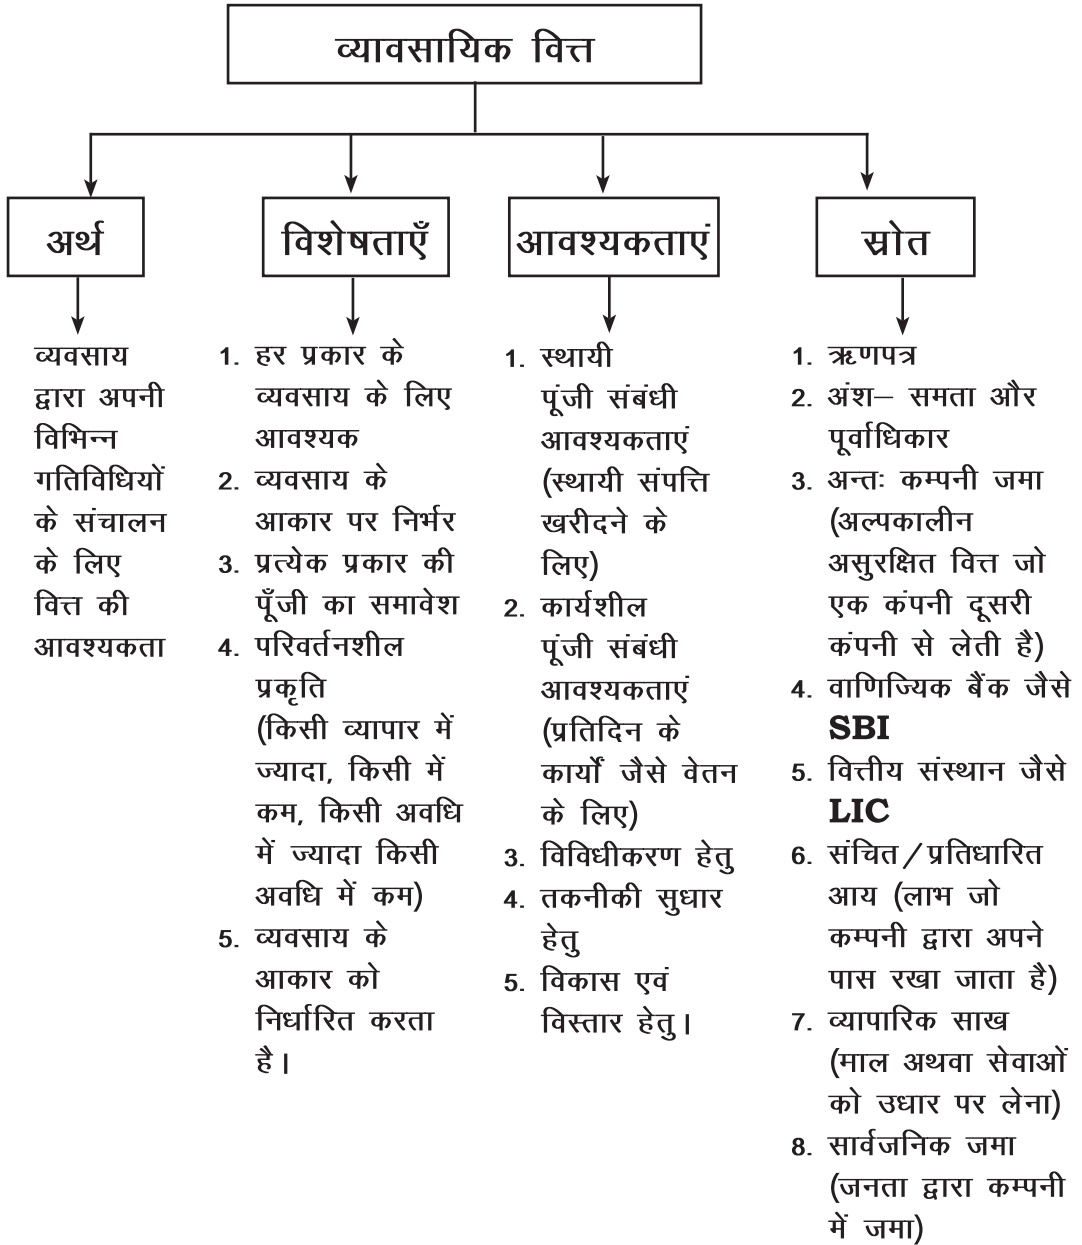 व्यावसायिक वित्त
अर्थ
व्यवसाय
द्वारा अपनी
विभिन्न
गतिविधियों
के संचालन
के लिए
वित्त की
आवश्यकता
विशेषताएँ
1. हर प्रकार के
व्यवसाय के लिए
आवश्यक
2. व्यवसाय के
आकार पर निर्भर
3. प्रत्येक प्रकार की
पूँजी का समावेश
4. परिवर्तनशील
प्रकृति
(किसी व्यापार में
ज्यादा, किसी में
कम, किसी अवधि
में ज्यादा किसी
अवधि में कम)
5. व्यवसाय के
आकार को
निर्धारित करता
है।
आवश्यकताएं
1. स्थायी
पूंजी संबंधी
आवश्यकताएं
(स्थायी संपत्ति
खरीदने के
लिए)
2. कार्यशील
पूंजी संबंधी
आवश्यकताएं
(प्रतिदिन के
कार्यों जैसे वेतन
के लिए)
3. विविधीकरण हेतु
4. तकनीकी सुधार
हेतु
5. विकास एवं
विस्तार हेतु।
स्रोत
1. ऋणपत्र
2. अंश– समता और
पूर्वाधिकार
3. अन्तः कम्पनी जमा
(अल्पकालीन
असुरक्षित वित्त जो
एक कंपनी दूसरी
कंपनी से लेती है)
4. वाणिज्यिक बैंक जैसे
SBI
5. वित्तीय संस्थान जैसे
LIC
6. संचित/प्रतिधारित
आय (लाभ जो
कम्पनी द्वारा अपने
पास रखा जाता है)
7. व्यापारिक साख
(माल अथवा सेवाओं
को उधार पर लेना)
8. सार्वजनिक जमा
(जनता द्वारा कम्पनी
में जमा)